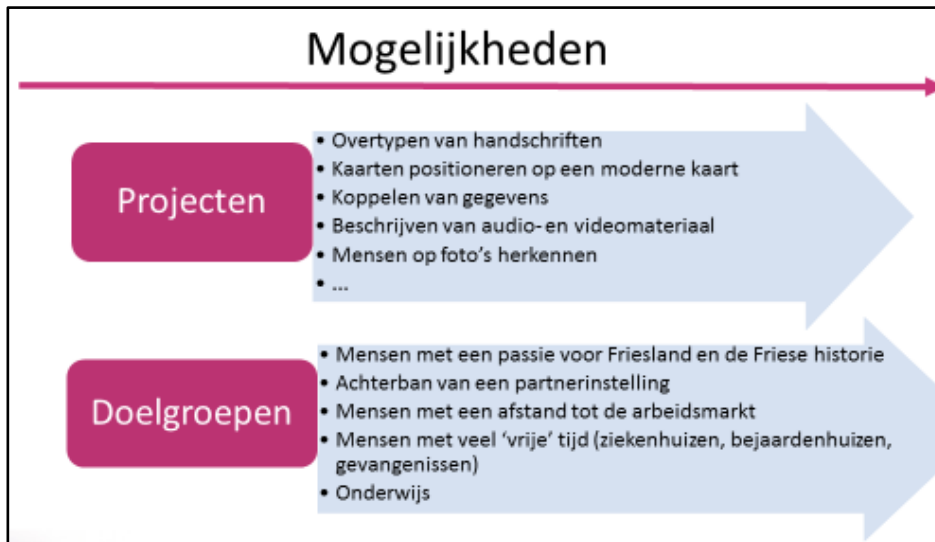 Mogelijkheden
Projecten
• Overtypen van handschriften
• Kaarten positioneren op een moderne kaart
• Koppelen van gegevens
• Beschrijven van audio- en videomateriaal
• Mensen op foto's herkennen
• ...
Doelgroepen
• Mensen met een passie voor Friesland en de Friese historie
• Achterban van een partnerinstelling
• Mensen met een afstand tot de arbeidsmarkt
• Mensen met veel 'vrije' tijd (ziekenhuizen, bejaardenhuizen,
gevangenissen)
• Onderwijs